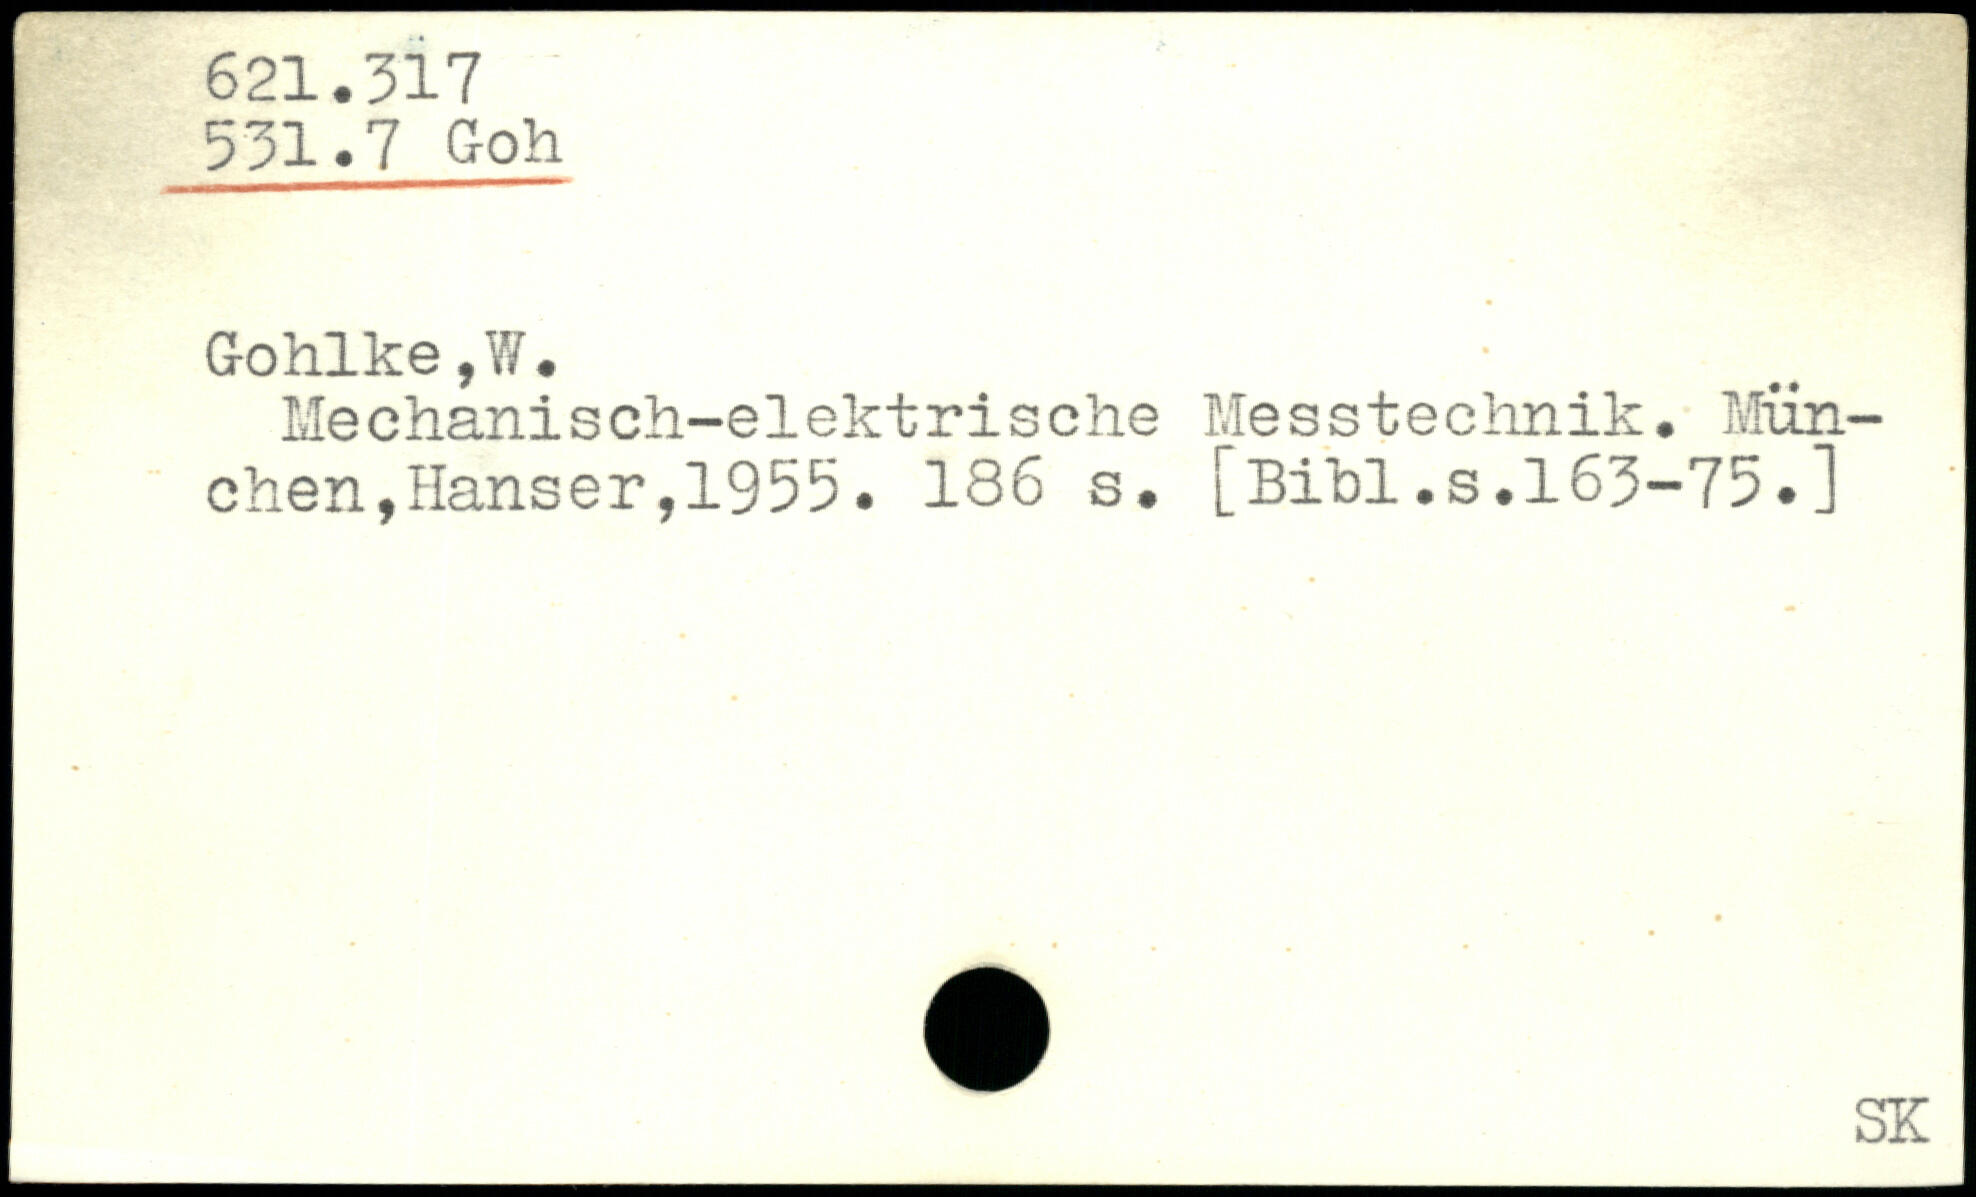 621.317
531.7 Goh
Gohlke,W.
Mechanisch-elektrische Messtechnik. Mün-
chen,Hanser,1955. 186 s. [Bibl.s.163-75.]
SK